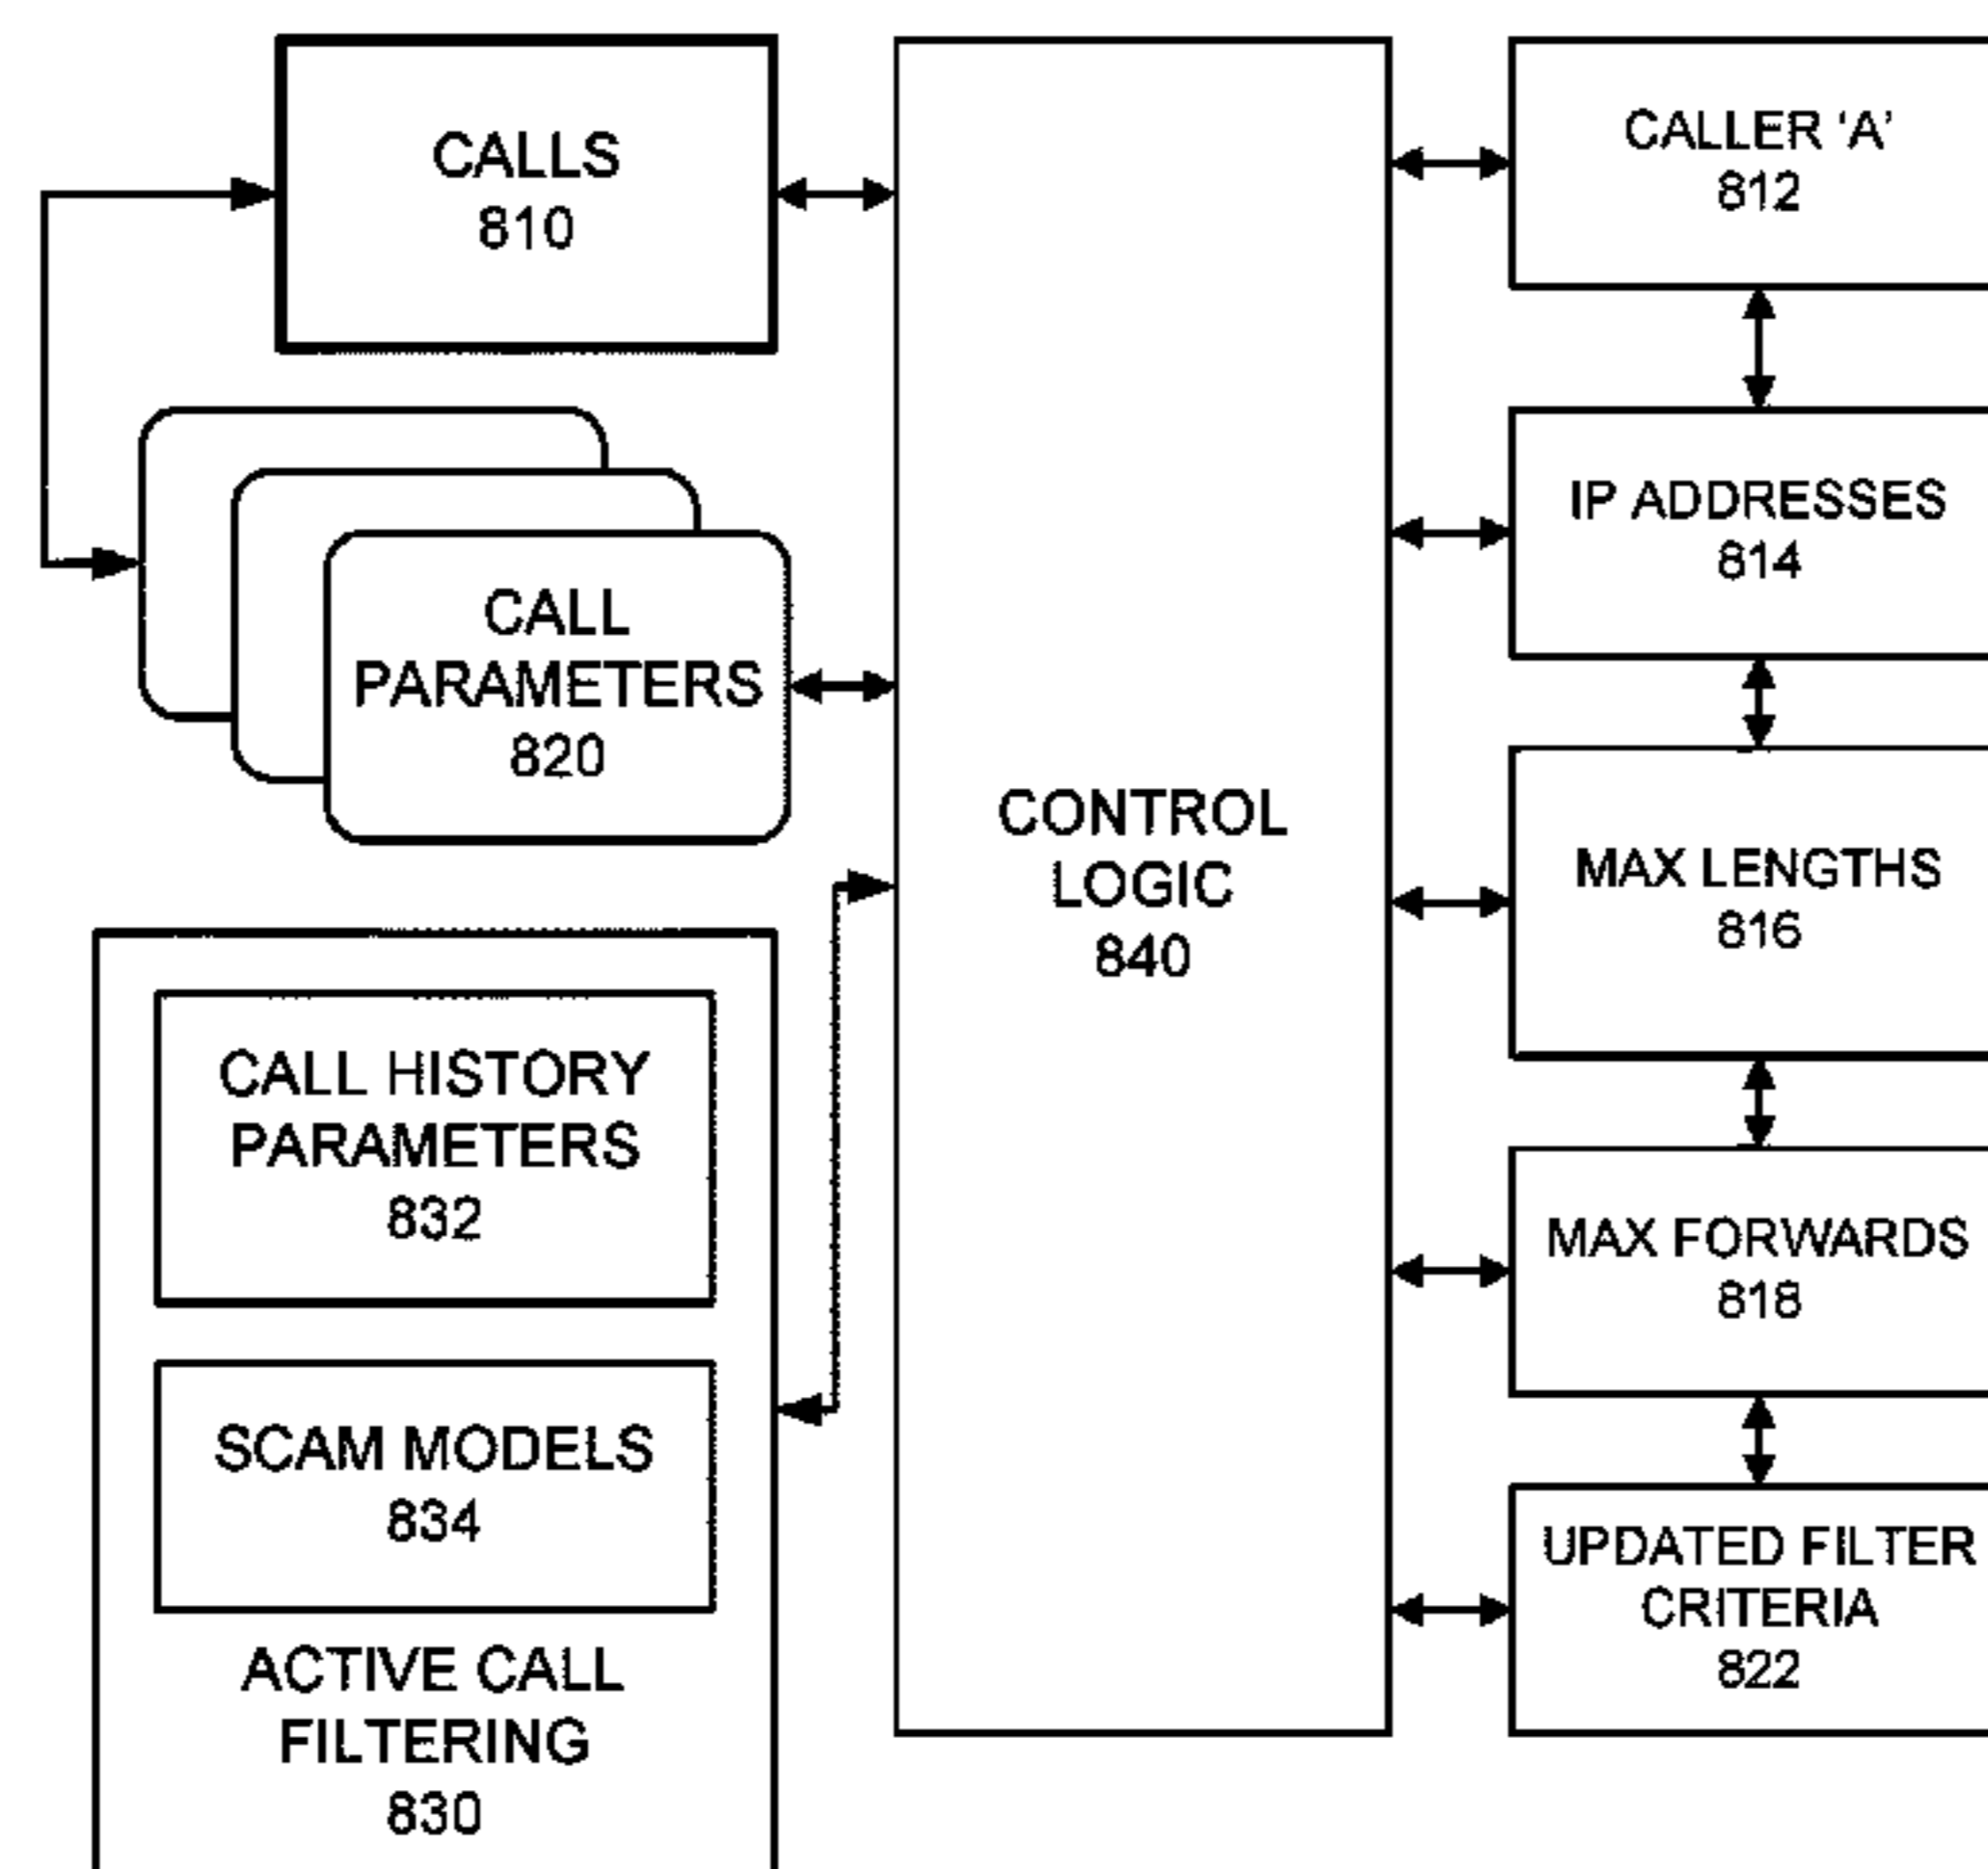 CALLS
810
CALL
PARAMETERS
820
CALL HISTORY
PARAMETERS
832
SCAM MODELS
834
ACTIVE CALL
FILTERING
830
CONTROL
LOGIC
840
CALLER ‘A’
812
IP ADDRESSES
814
MAX LENGTHS
816
MAX FORWARDS
818
UPDATED FILTER
CRITERIA
822